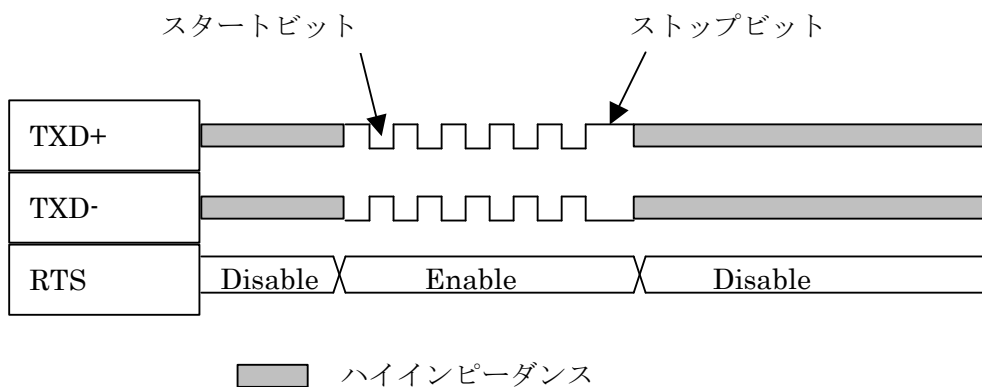 スタートビット ストップビット
TXD+
TXD-
RTS Disable Enable Disable
ハイインピーダンス